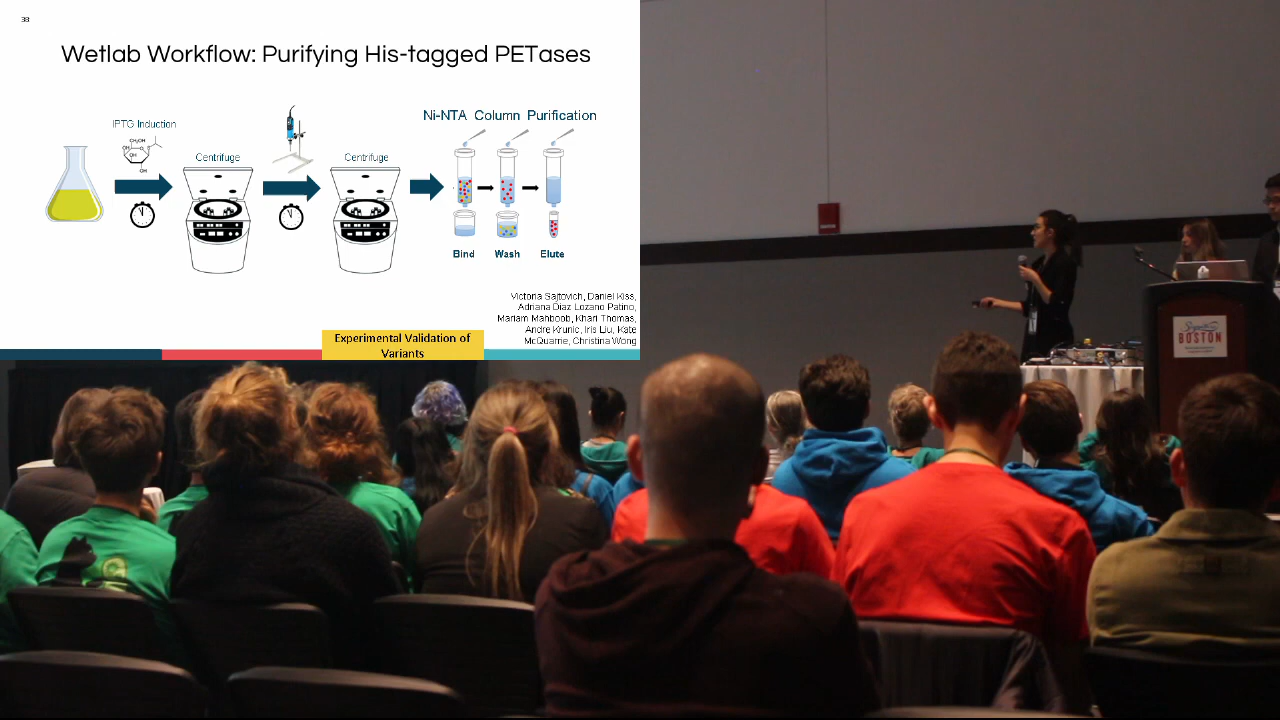 38
Wetlab Workflow: Purifying His-tagged PETases
IPTG Induction
Centrifuge
Centrifuge
Ni-NTA Column Purification
Bind
Wash
Elute
Victoria Sajtovich, Daniel Kiss,
Adriana Diaz Lozano Patino,
Mariam Mahboob, Khari Thomas,
Andre Krunic, Iris Liu, Kate
McQuarrie, Christina Wong
Experimental Validation of
Variants
BOSTON